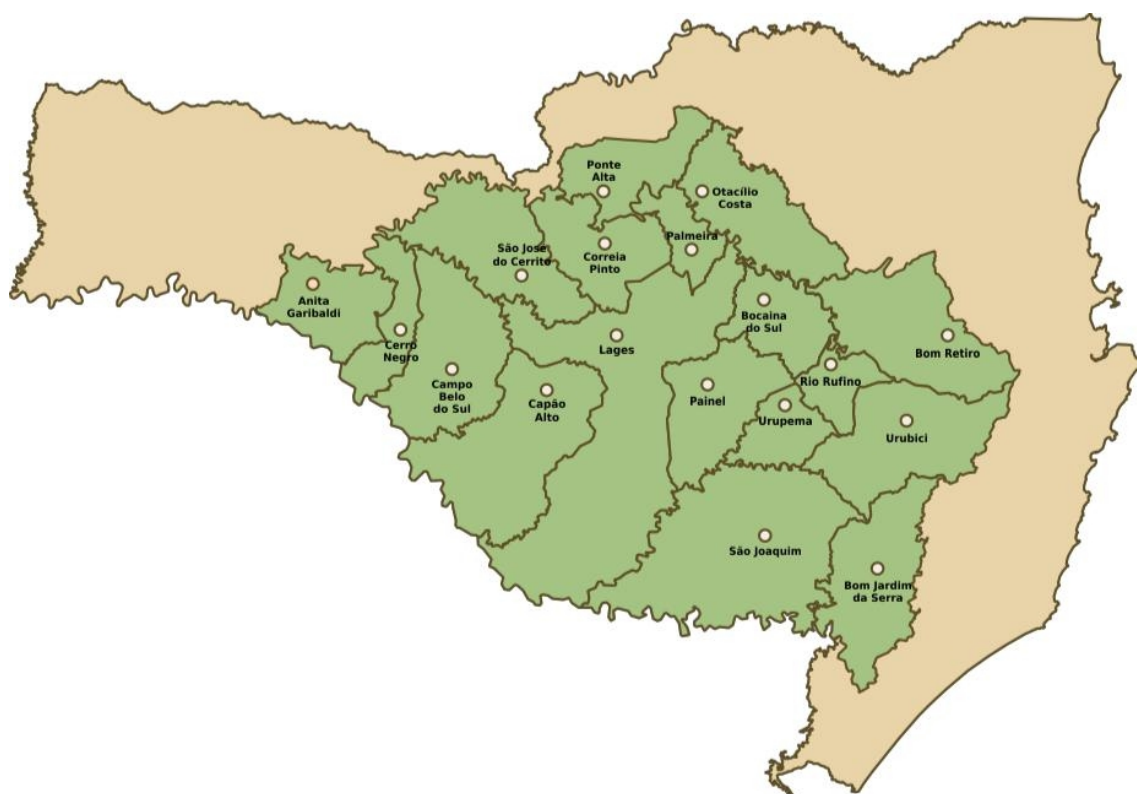 Ponte
Alta
Otacílio
Costa
Palmeira
São José
do Cerrito
Correia
Pinto
Anita
Garibaldi
Bocaina
do Sul
Cerro
Negro
Lages
Bom Retiro
Rio Rufino
Campo
Belo
do Sul
Capão
Alto
Painel
Urupema
Urubici
São Joaquim
Bom Jardim
da Serra